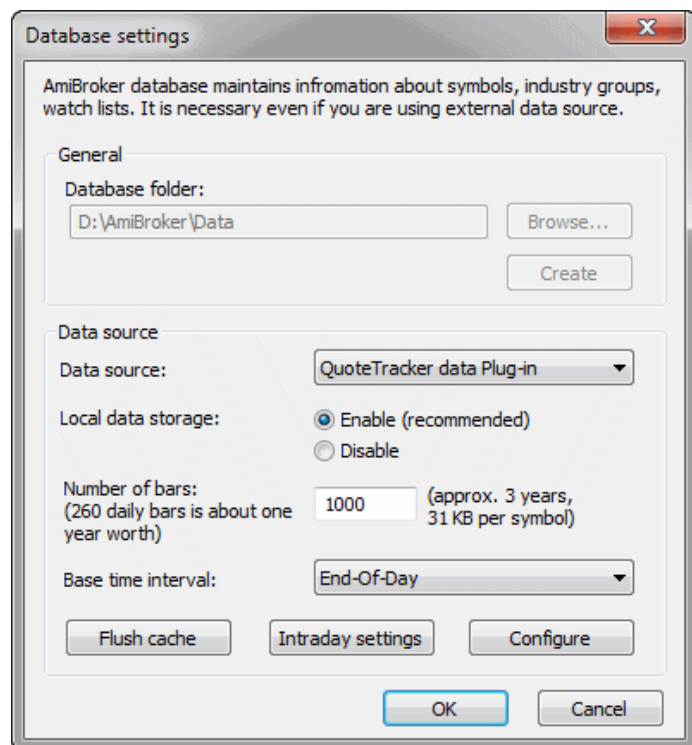 Database settings
AmiBroker database maintains infromation about symbols, industry groups,
watch lists. It is necessary even if you are using external data source.
General
Database folder:
D:\AmiBroker\Data
Browse...
Create
Data source
Data source:
QuoteTracker data Plug-in
Local data storage:
Enable (recommended)
Disable
Number of bars:
(260 daily bars is about one
year worth)
1000
(approx. 3 years,
31 KB per symbol)
Base time interval:
End-Of-Day
Flush cache
Intraday settings
Configure
OK
Cancel